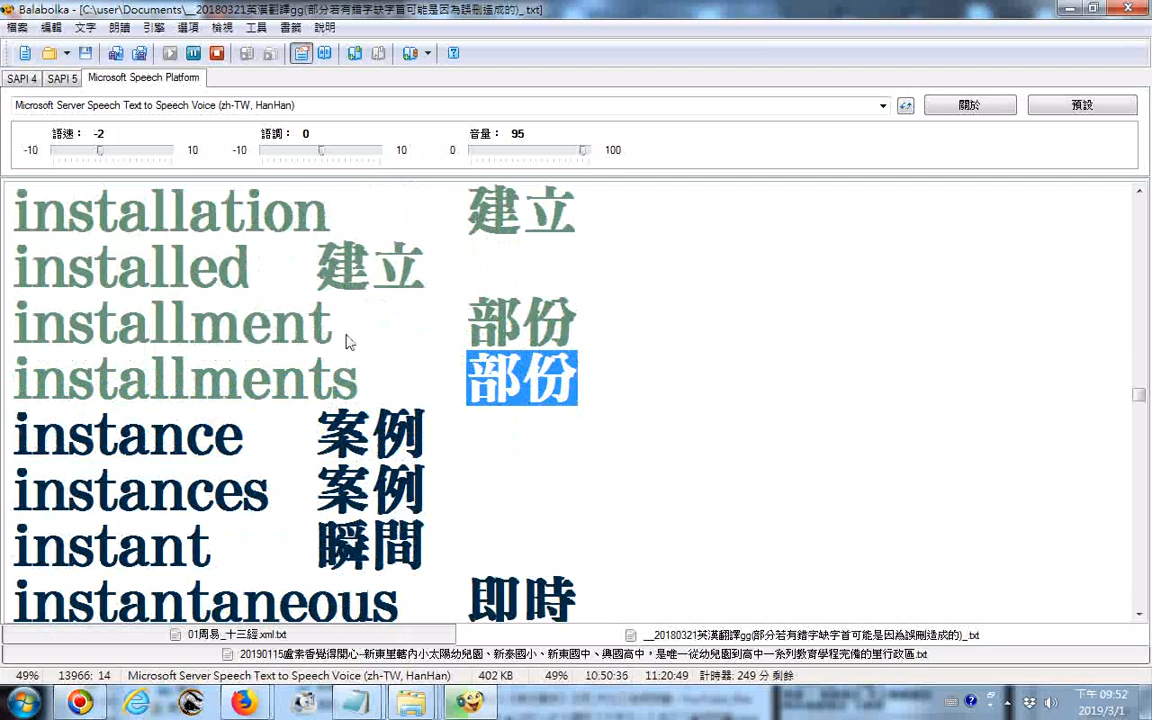 Balabolka - [C:\user\Documents\__20180321英漢翻譯gg(部分若有錯字缺字首可能是因為誤刪造成的)_.txt]
檔案 編輯 文字 朗讀 引擎 選項 檢視 工具 書籤 說明
SAPI 4 SAPI 5 Microsoft Speech Platform
Microsoft Server Speech Text to Speech Voice (zh-TW, HanHan) 關於 預設
語速： -2 語調： 0 音量： 95
-10 10 -10 10 0 100
installation 建立
installed 建立
installment 部份
installments 部份
instance 案例
instances 案例
instant 瞬間
instantaneous 即時
01周易_十三經.xml.txt __20180321英漢翻譯gg(部分若有錯字缺字首可能是因為誤刪造成的)_.txt
20190115盧素香覺得開心~新東里轄內小太陽幼兒園、新泰國小、新東國中、興國高中，是唯一從幼兒園到高中一系列教育學程完備的里行政區.txt
49% 13966: 14 Microsoft Server Speech Text to Speech Voice (zh-TW, HanHan) 402 KB 49% 10:50:36 11:20:49 計時器: 249 分 剩餘
下午 09:52
2019/3/1